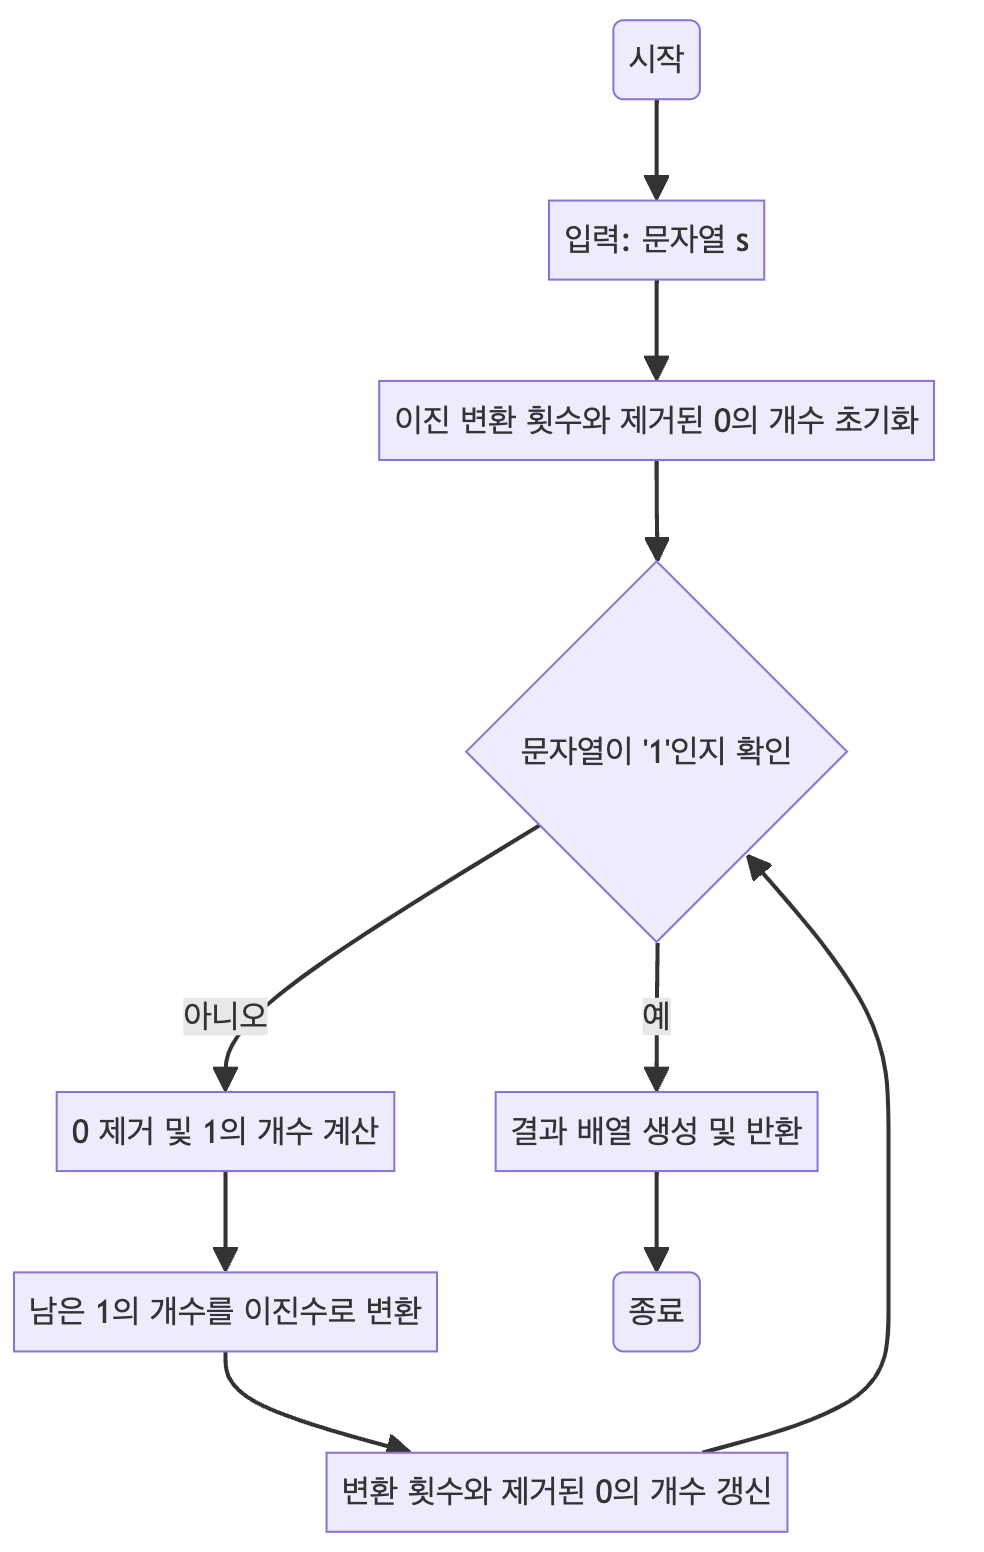 시작
입력: 문자열 s
이진 변환 횟수와 제거된 0의 개수 초기화
문자열이 '1'인지 확인
아니오
예
0 제거 및 1의 개수 계산
결과 배열 생성 및 반환
남은 1의 개수를 이진수로 변환
종료
변환 횟수와 제거된 0의 개수 갱신